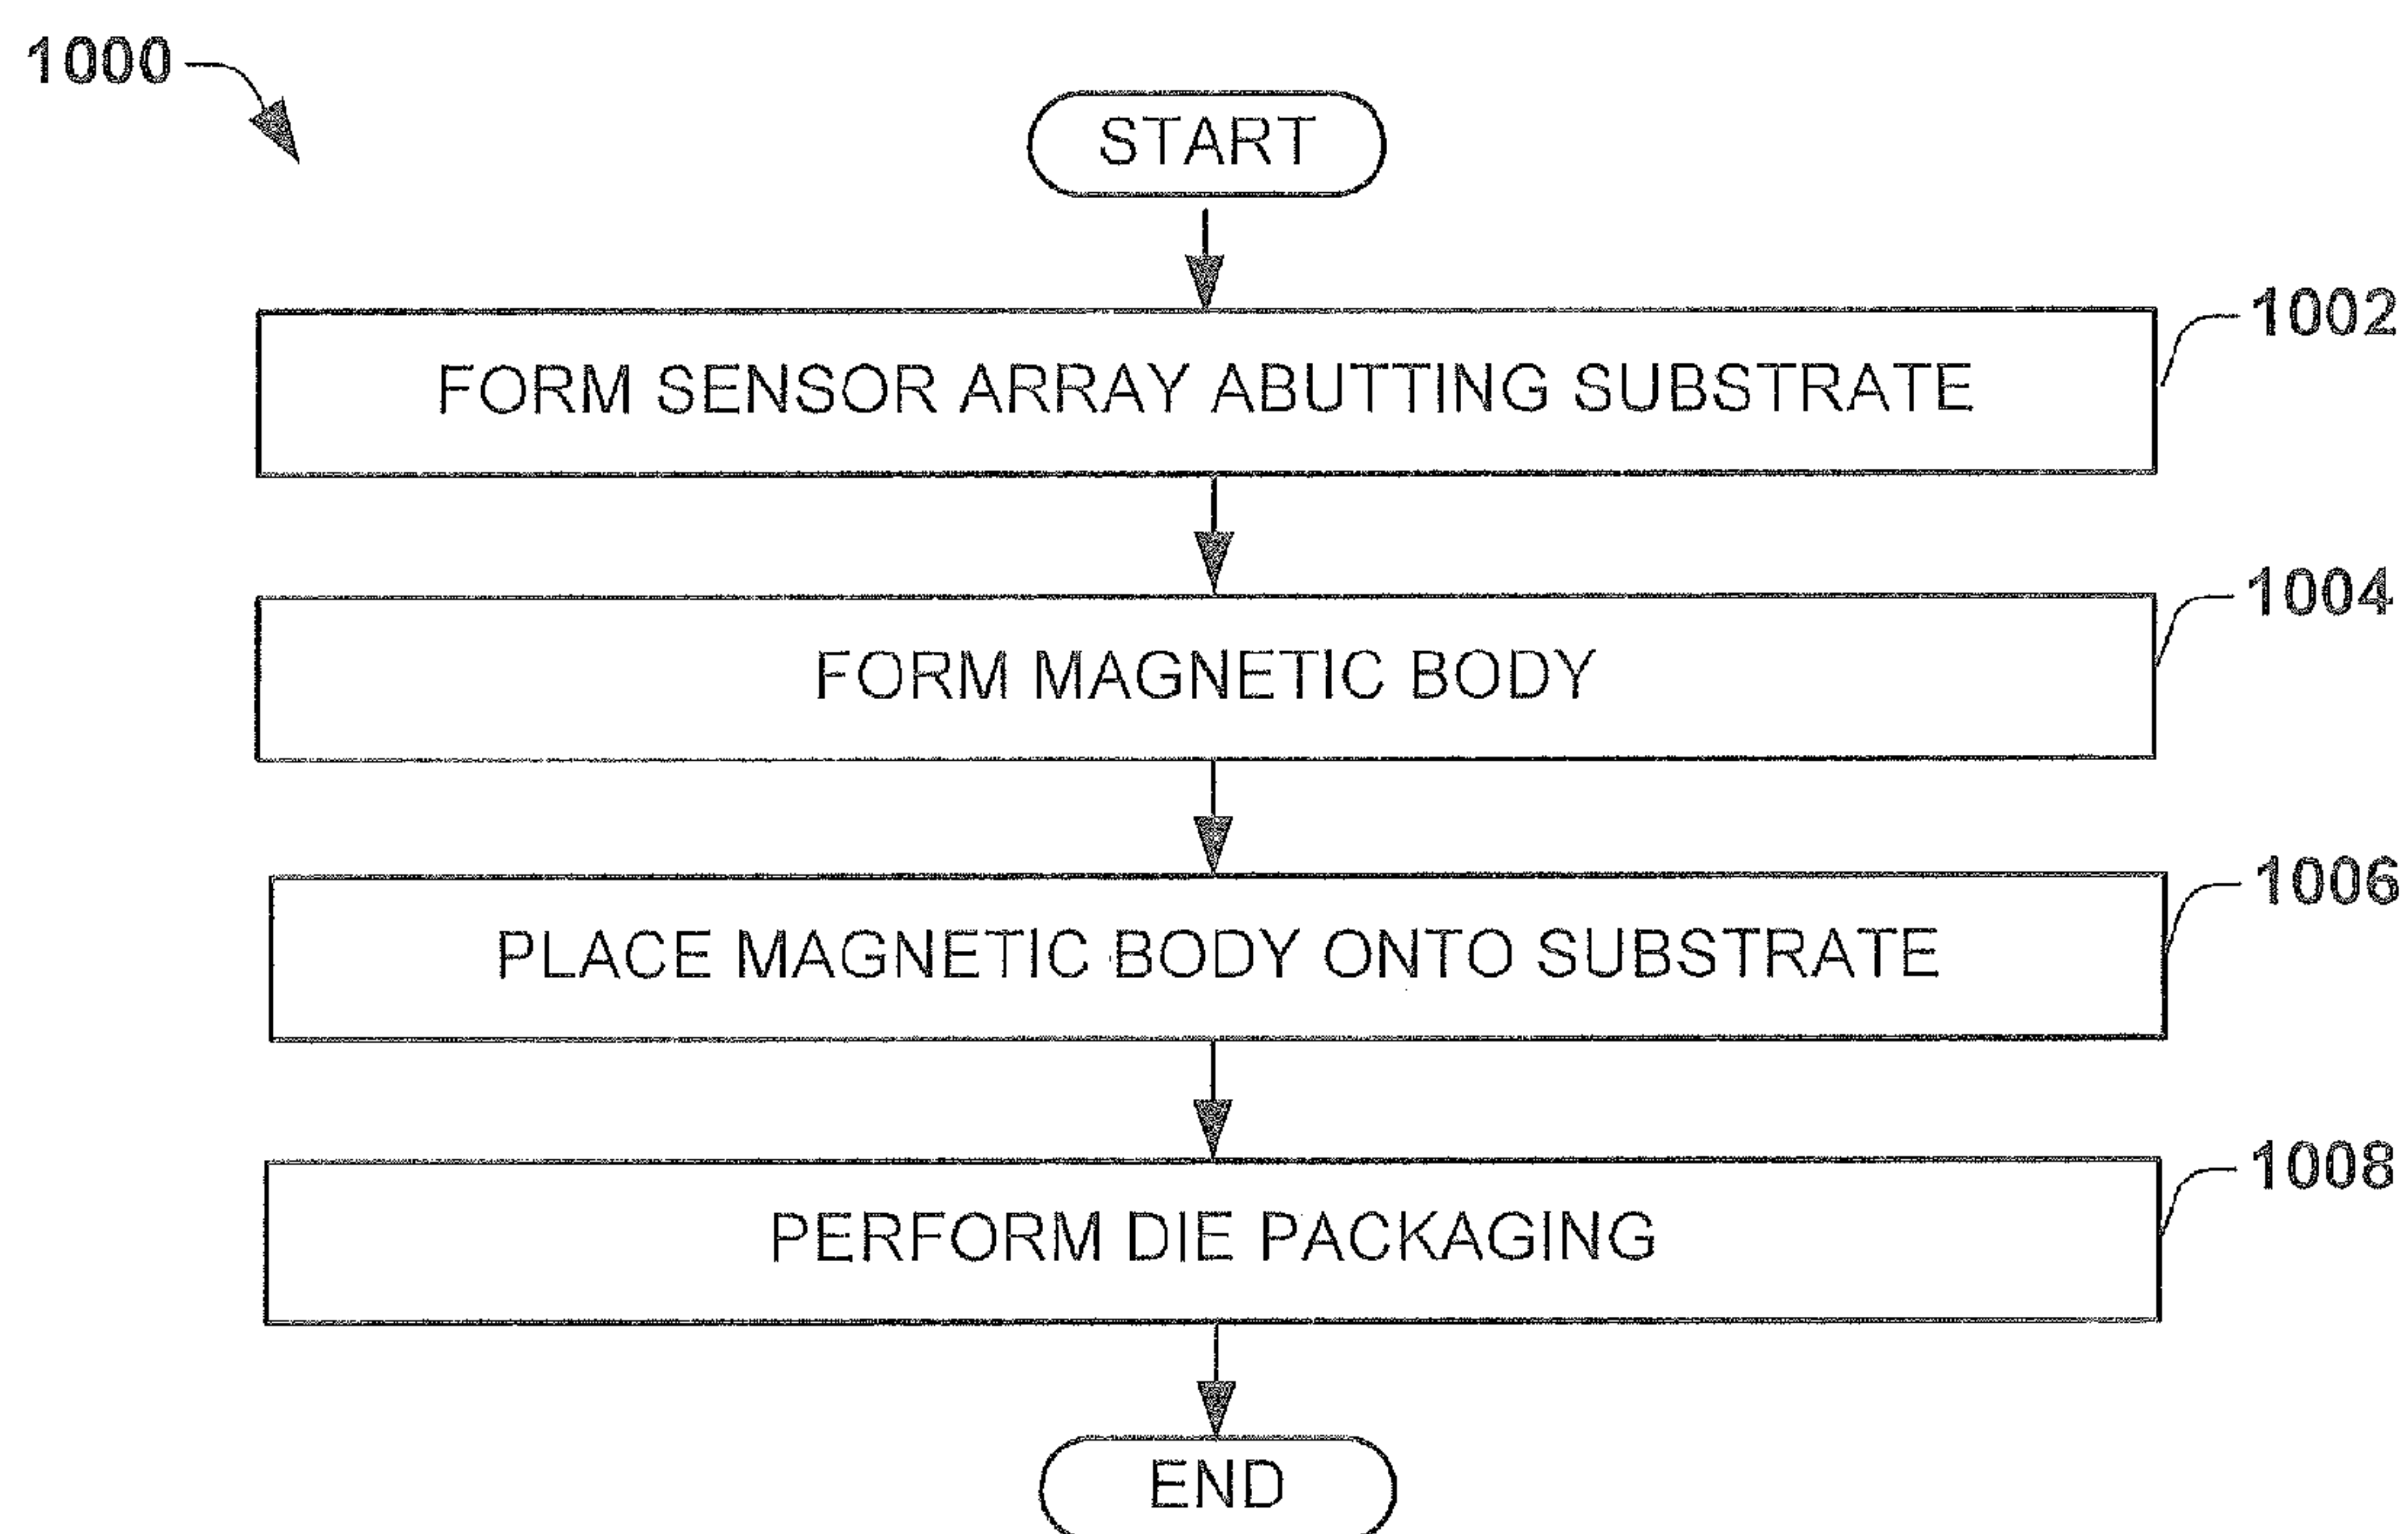 1000
START
1002
FORM SENSOR ARRAY ABUTTING SUBSTRATE
1004
FORM MAGNETIC BODY
1006
PLACE MAGNETIC BODY ONTO SUBSTRATE
1008
PERFORM DIE PACKAGING
END